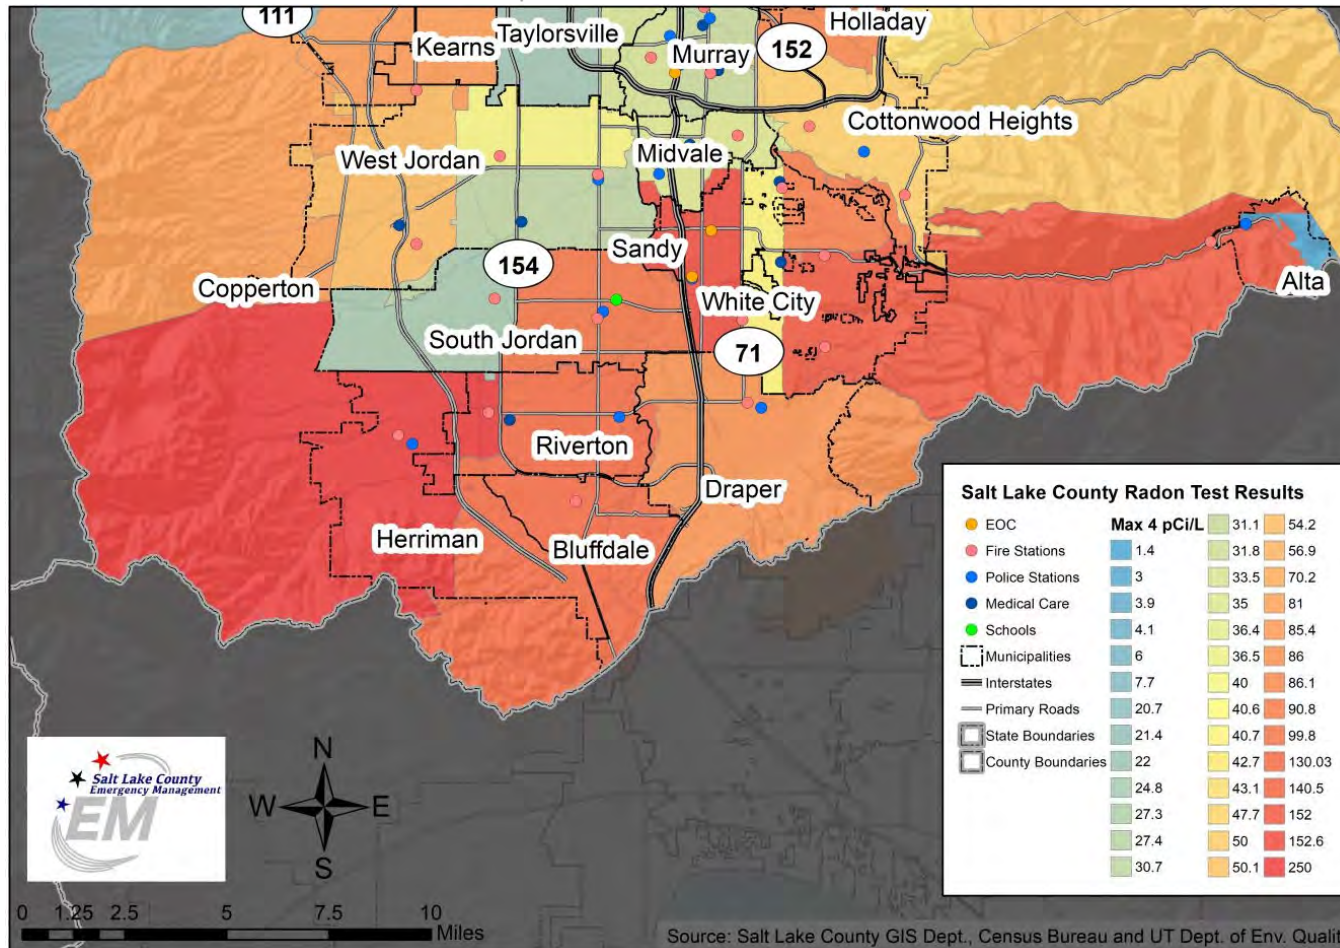 111
Kearns
Taylorsville
Murray
152
Holladay
Cottonwood Heights
West Jordan
Midvale
Sandy
154
Copperton
White City
Alta
South Jordan
71
Riverton
Draper
Herriman
Bluffdale
Salt Lake County Radon Test Results
EOC
Fire Stations
Police Stations
Medical Care
Schools
Municipalities
Interstates
Primary Roads
State Boundaries
County Boundaries
Max 4 pCi/L
1.4
3
3.9
4.1
6
7.7
20.7
21.4
22
24.8
27.3
27.4
30.7
31.1
31.8
33.5
35
36.4
36.5
40
40.6
40.7
42.7
43.1
47.7
50
50.1
54.2
56.9
70.2
81
85.4
86
86.1
90.8
99.8
130.03
140.5
152
152.6
250
Salt Lake County
Emergency Management
EM
N
W E
S
0 1.25 2.5 5 7.5 10
Miles
Source: Salt Lake County GIS Dept., Census Bureau and UT Dept. of Env. Quali